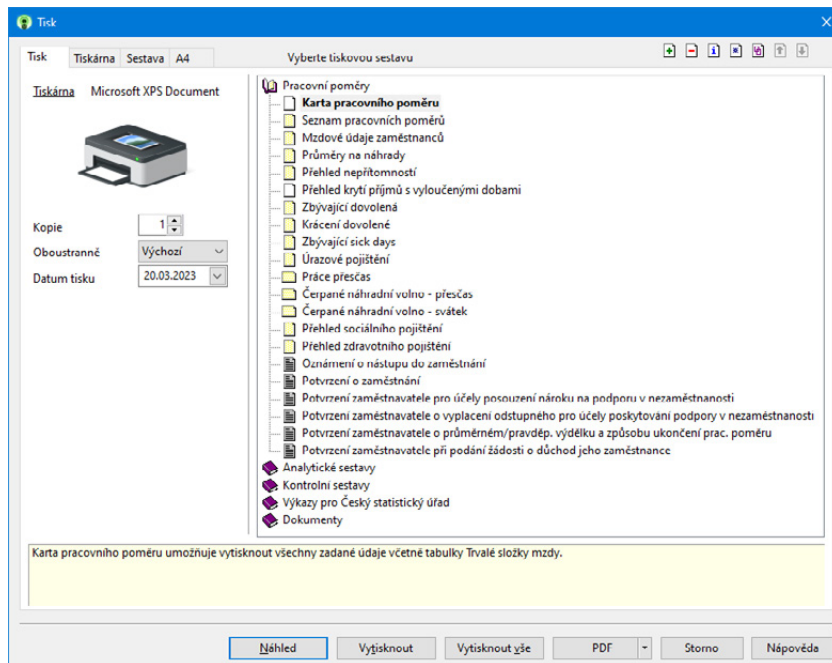 Tisk
Tisk Tiskárna Sestava A4
Vyberte tiskovou sestavu
Tiskárna Microsoft XPS Document
Kopie 1
Oboustranně Výchozí
Datum tisku 20.03.2023
Pracovní poměry
Karta pracovního poměru
Seznam pracovních poměrů
Mzdové údaje zaměstnanců
Průměry na náhrady
Přehled nepřítomností
Přehled krytí příjmů s vyloučenými dobami
Zbývající dovolená
Krácení dovolené
Zbývající sick days
Úrazové pojištění
Práce přesčas
Čerpané náhradní volno - přesčas
Čerpané náhradní volno - svátek
Přehled sociálního pojištění
Přehled zdravotního pojištění
Oznámení o nástupu do zaměstnání
Potvrzení o zaměstnání
Potvrzení zaměstnavatele pro účely posouzení nároku na podporu v nezaměstnanosti
Potvrzení zaměstnavatele o vyplacení odstupného pro účely poskytování podpory v nezaměstnanosti
Potvrzení zaměstnavatele o průměrném/pravděp. výdělku a způsobu ukončení prac. poměru
Potvrzení zaměstnavatele při podání žádosti o důchod jeho zaměstnance
Analytické sestavy
Kontrolní sestavy
Výkazy pro Český statistický úřad
Dokumenty
Karta pracovního poměru umožňuje vytisknout všechny zadané údaje včetně tabulky Trvalé složky mzdy.
Náhled Vytisknout Vytisknout vše PDF Storno Nápověda